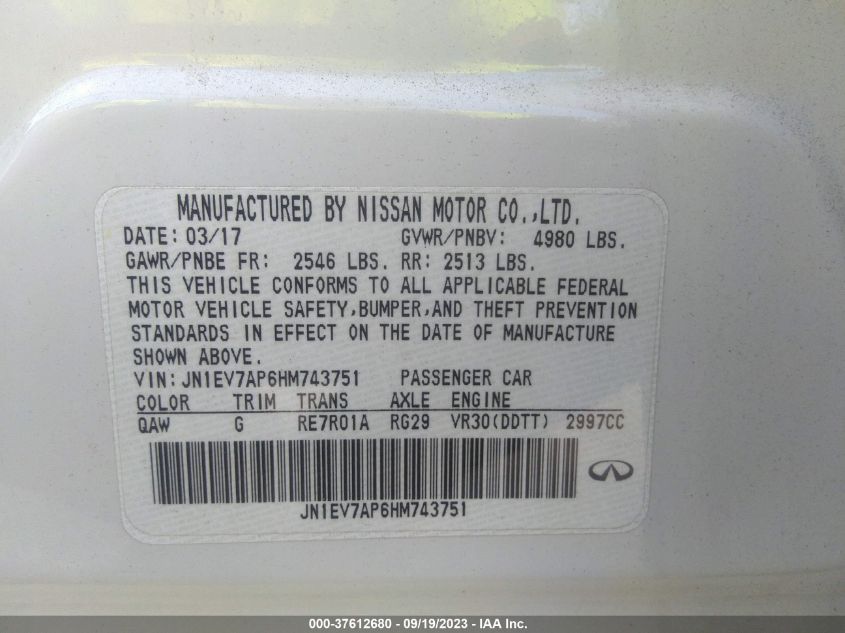 MANUFACTURED BY NISSAN MOTOR CO.,LTD.
DATE: 03/17 GVWR/PNBV: 4980 LBS.
GAWR/PNBE FR: 2546 LBS. RR: 2513 LBS.
THIS VEHICLE CONFORMS TO ALL APPLICABLE FEDERAL
MOTOR VEHICLE SAFETY,BUMPER,AND THEFT PREVENTION
STANDARDS IN EFFECT ON THE DATE OF MANUFACTURE
SHOWN ABOVE.
VIN:JN1EV7AP6HM743751 PASSENGER CAR
COLOR TRIM TRANS AXLE ENGINE
QAW G RE7R01A RG29 VR30(DDTT) 2997CC
JN1EV7AP6HM743751
000-37612680 - 09/19/2023 - IAA Inc.